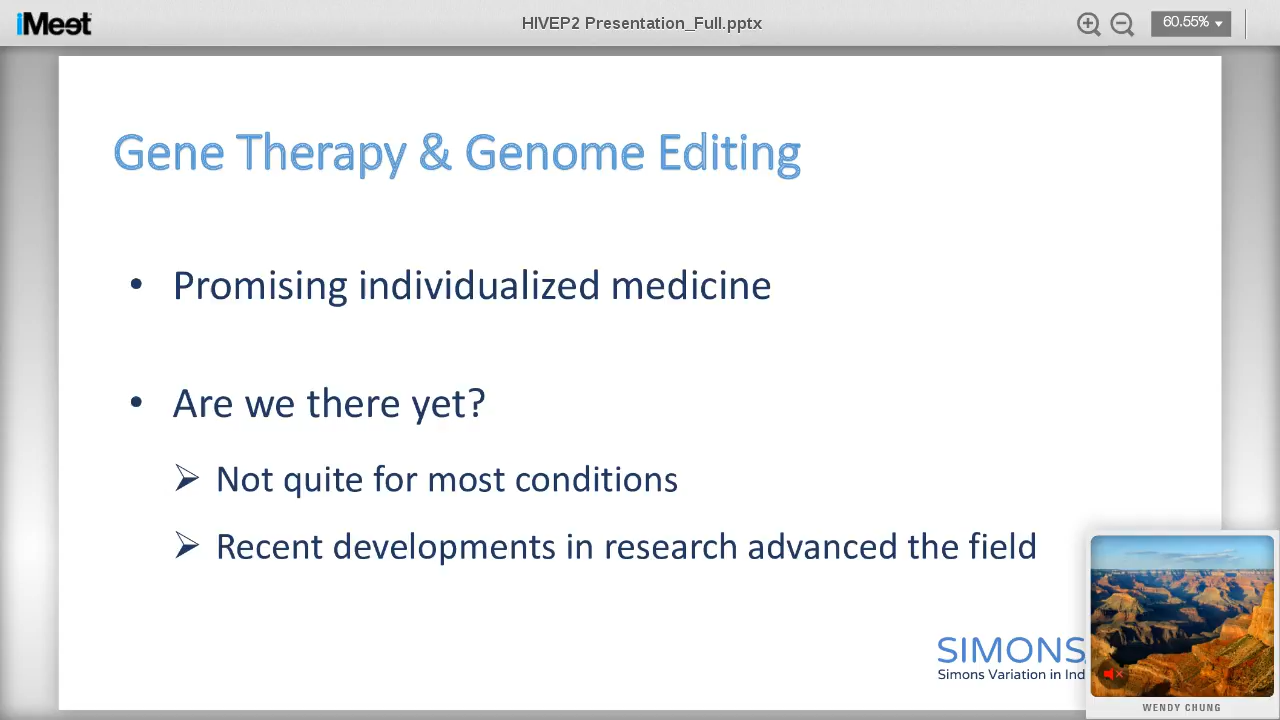 iMeet
HIVEP2 Presentation_Full.pptx
60.55%
Gene Therapy & Genome Editing
• Promising individualized medicine
• Are we there yet?
➢ Not quite for most conditions
➢ Recent developments in research advanced the field
SIMONS
Simons Variation in Ind
WENDY CHUNG